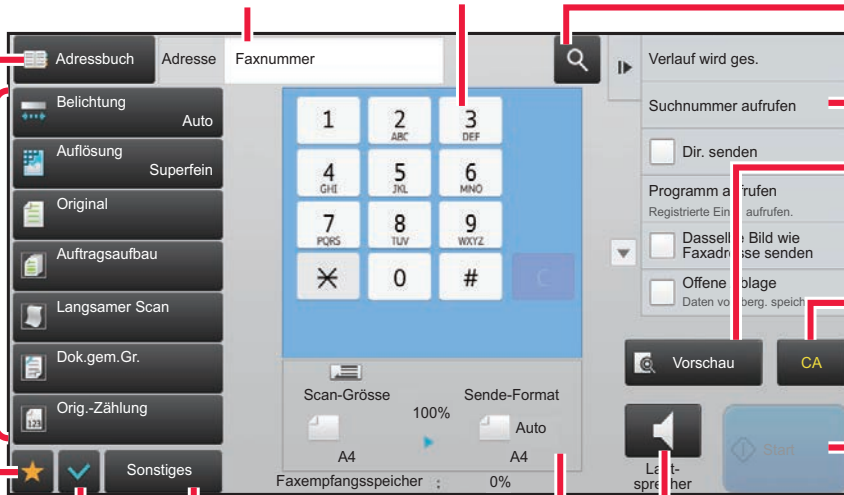 Adressbuch
Adresse
Faxnummer
Verlauf wird ges.
Belichtung
Auto
Suchnummer aufrufen
Auflösung
Superfein
Dir. senden
Original
Programm aufrufen
Registrierte aufrufen.
Auftragsaufbau
Dasselbe Bild wie
Faxadresse senden
Langsamer Scan
Offene Ablage
Daten
Dok.gem.Gr.
Orig.-Zählung
123
Sonstiges
1
2
ABC
3
DEF
4
GHI
5
JKL
6
MNO
7
PQRS
8
TUV
9
WXYZ
0
#
C
Scan-Grösse
Sende-Format
100%
Auto
A4
A4
Faxempfangsspeicher : 0%
Vorschau
CA
Laut-
sprecher
Start